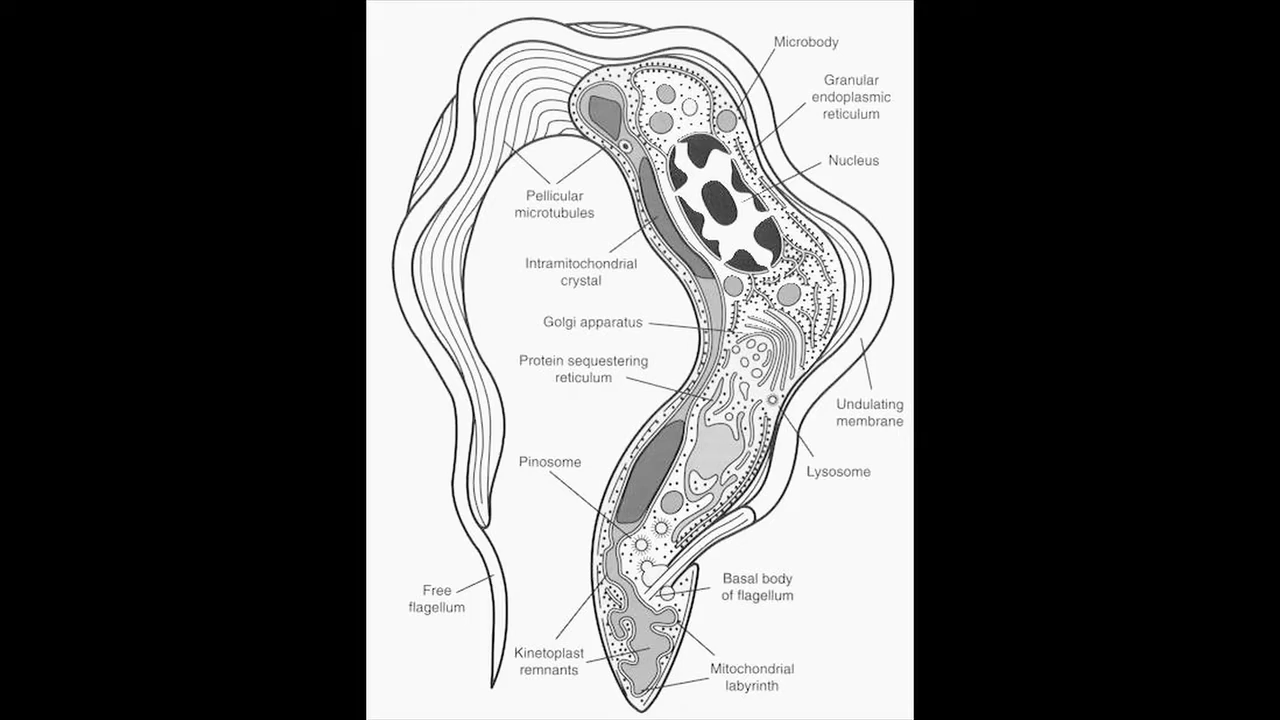 Microbody
Granular
endoplasmic
reticulum
Nucleus
Pellicular
microtubules
Intramitochondrial
crystal
Golgi apparatus
Protein sequestering
reticulum
Undulating
membrane
Pinosome
Lysosome
Free
flagellum
Basal body
of flagellum
Kinetoplast
remnants
Mitochondrial
labyrinth